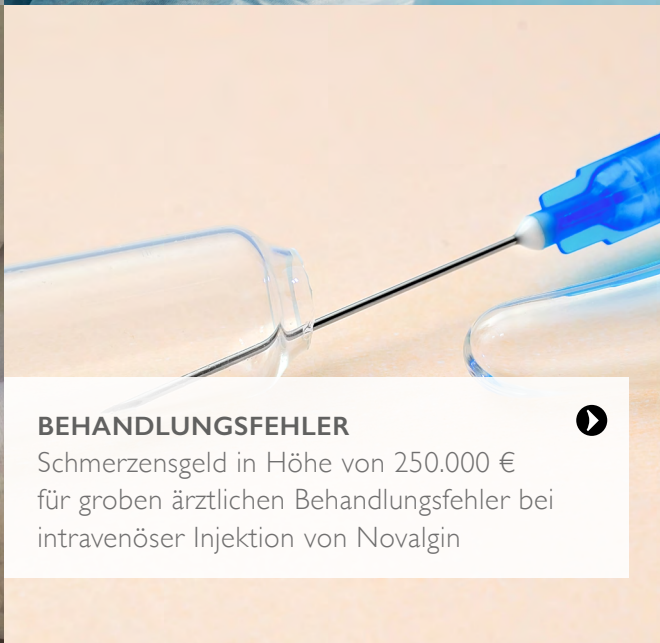 BEHANDLUNGSFEHLER
Schmerzensgeld in Höhe von 250.000 €
für groben ärztlichen Behandlungsfehler bei
intravenöser Injektion von Novalgin